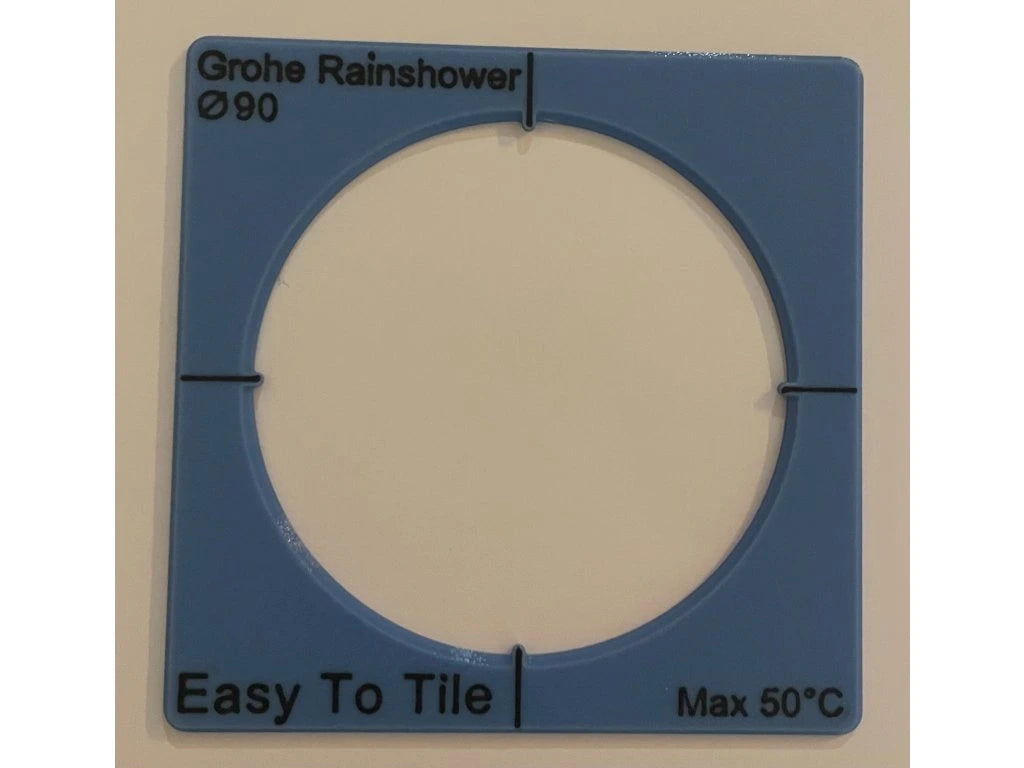 Grohe Rainshower
Ø90
Easy To Tile
Max 50°C